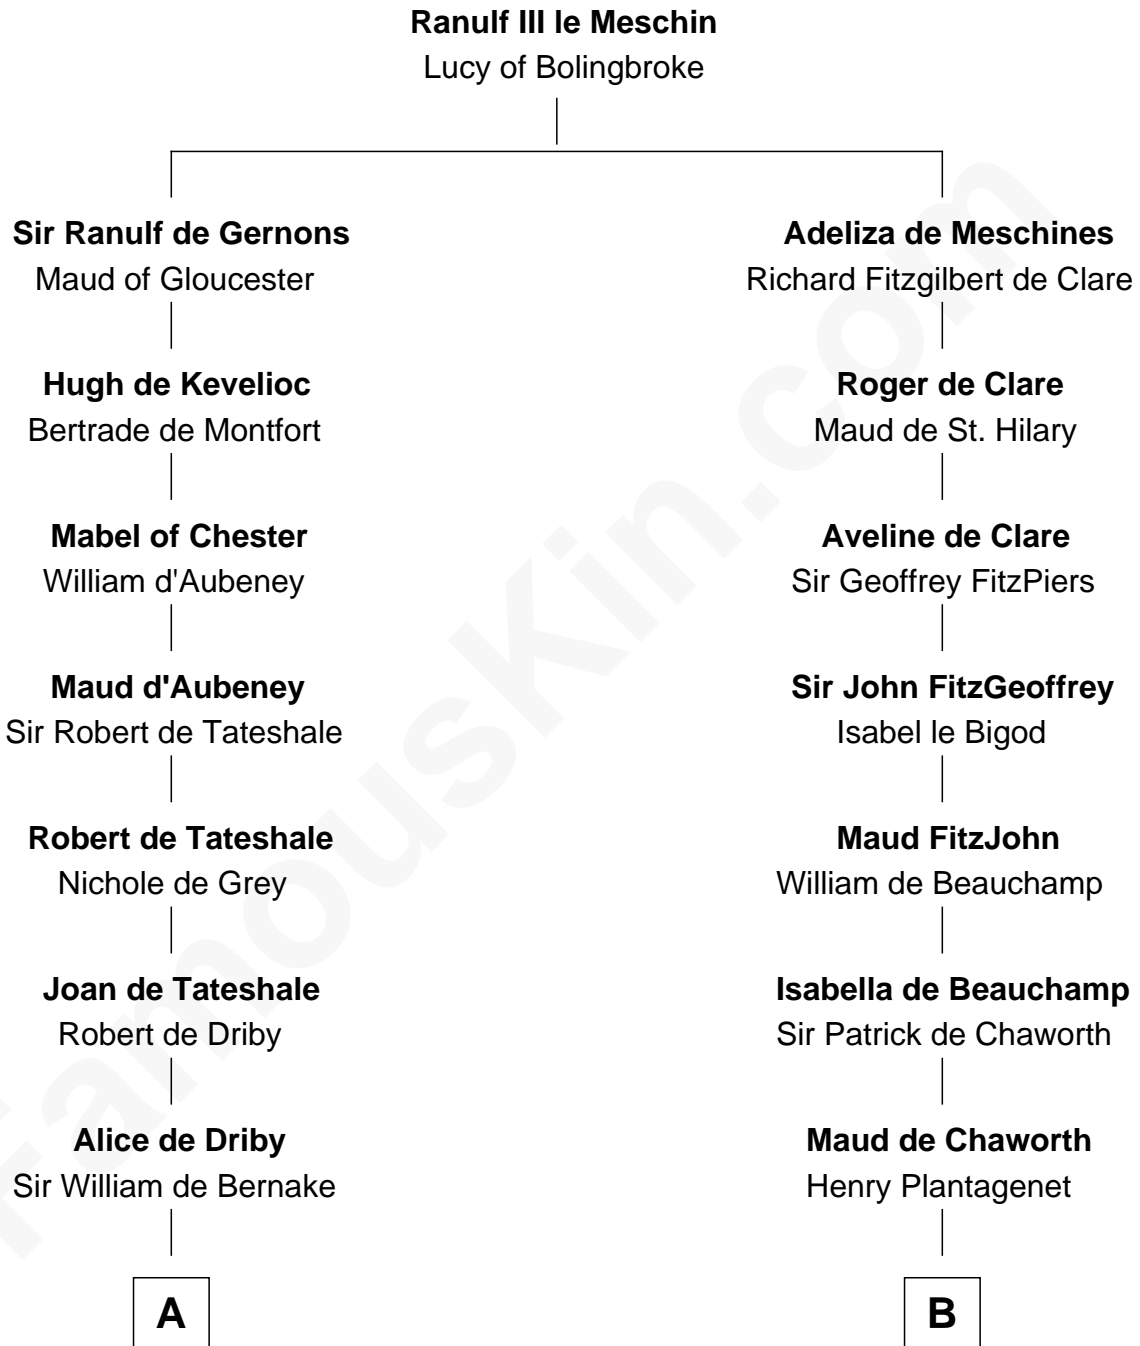 Ranulf III le Meschin
Lucy of Bolingbroke
Sir Ranulf de Gernons
Maud of Gloucester
Adeliza de Meschines
Richard Fitzgilbert de Clare
Hugh de Kevelioc
Bertrade de Montfort
Roger de Clare
Maud de St. Hilary
Mabel of Chester
William d'Aubeney
Aveline de Clare
Sir Geoffrey FitzPiers
Maud d'Aubeney
Sir Robert de Tateshale
Sir John FitzGeoffrey
Isabel le Bigod
Robert de Tateshale
Nichole de Grey
Maud FitzJohn
William de Beauchamp
Joan de Tateshale
Robert de Driby
Isabella de Beauchamp
Sir Patrick de Chaworth
Alice de Driby
Sir William de Bernake
Maud de Chaworth
Henry Plantagenet
A
B
FamousKin.com